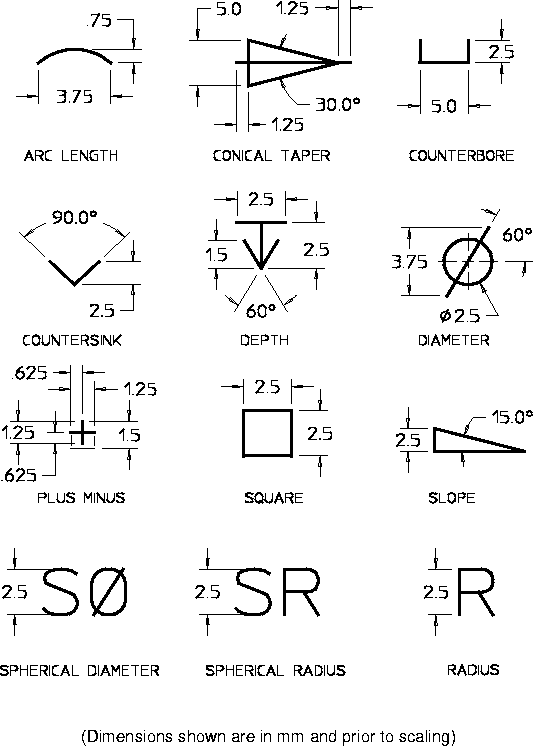 .75
3.75
ARC LENGTH
5.0
1.25
30.0°
1.25
CONICAL TAPER
2.5
5.0
COUNTERBORE
90.0°
2.5
COUNTERSINK
2.5
1.5
2.5
60°
DEPTH
60°
3.75
Ø2.5
DIAMETER
.625
1.25
1.25
1.5
.625
PLUS MINUS
2.5
2.5
SQUARE
15.0°
2.5
SLOPE
2.5 SØ
SPHERICAL DIAMETER
2.5 SR
SPHERICAL RADIUS
2.5 R
RADIUS
(Dimensions shown are in mm and prior to scaling)